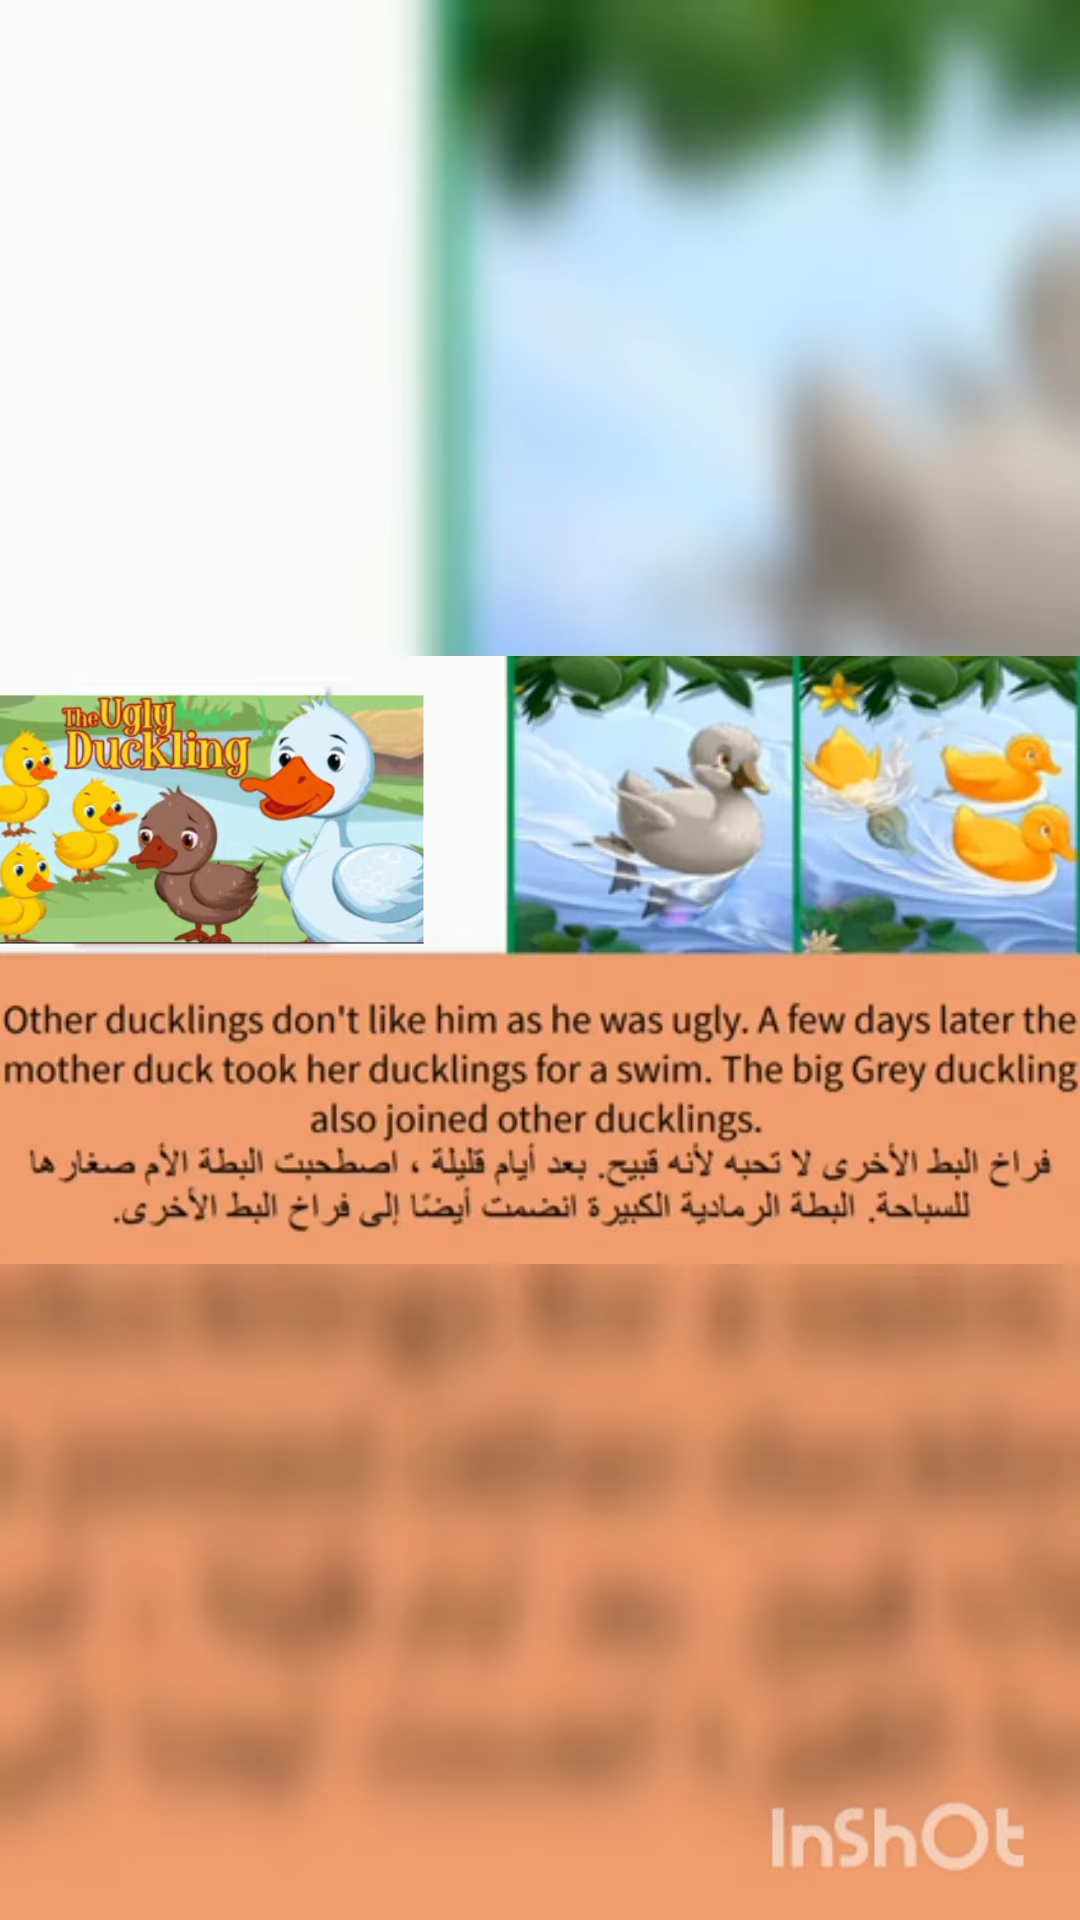 The Ugly
Duckling
Other ducklings don't like him as he was ugly. A few days later the
mother duck took her ducklings for a swim. The big Grey duckling
also joined other ducklings.
فراخ البط الأخرى لا تحبه لأنه قبيح. بعد أيام قليلة ، اصطحبت البطة الأم صغارها
للسباحة. البطة الرمادية الكبيرة انضمت أيضًا إلى فراخ البط الأخرى.
InShOt